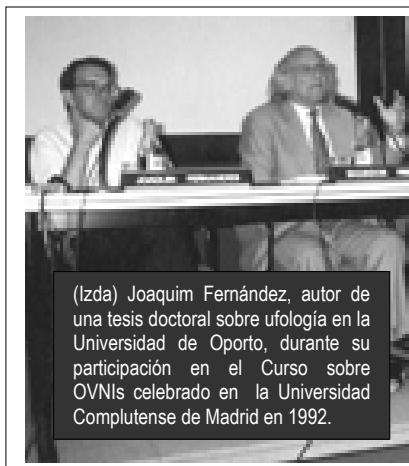 (Izda) Joaquim Fernández, autor de
una tesis doctoral sobre ufología en la
Universidad de Oporto, durante su
participación en el Curso sobre
OVNIs celebrado en la Universidad
Complutense de Madrid en 1992.